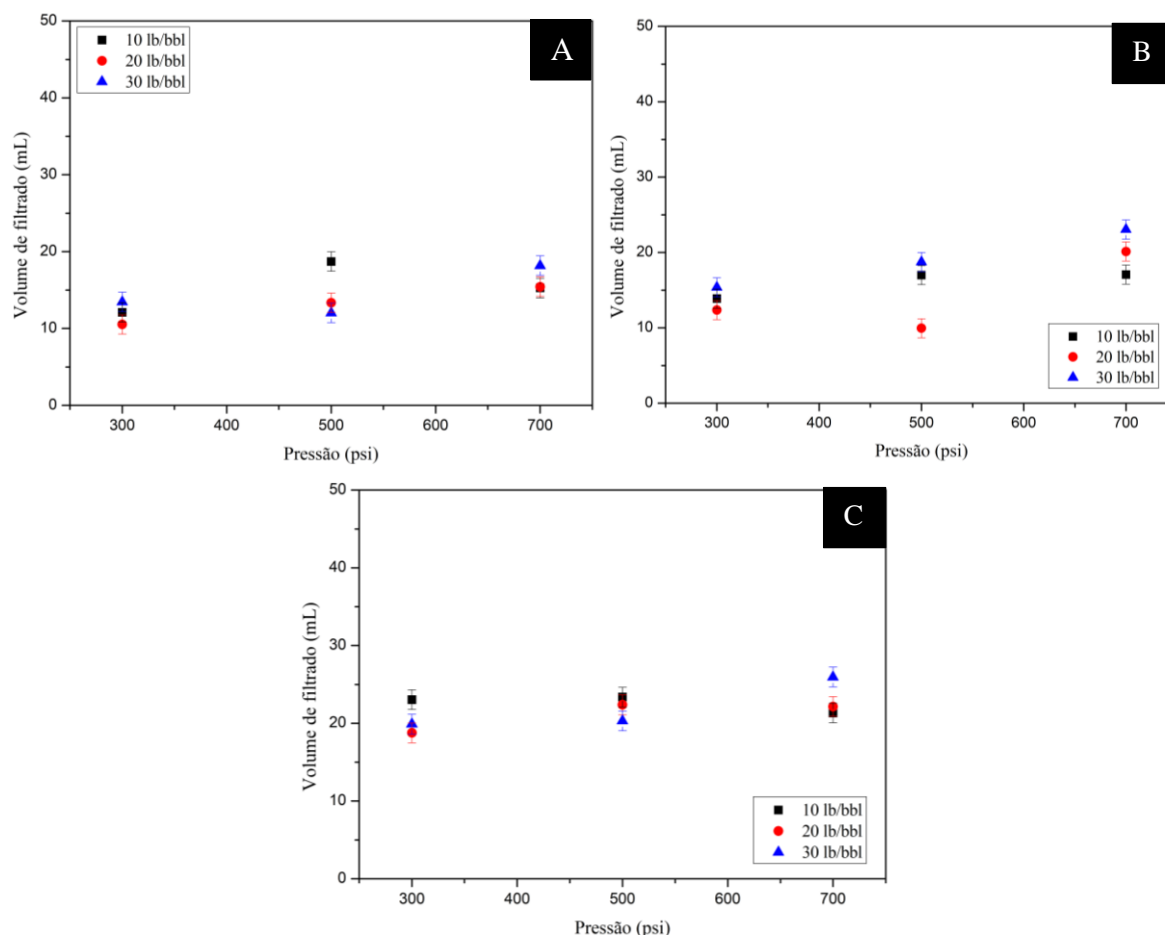 50
40
30
20
10
0
Volume de filtrado (mL)
10 lb/bbl
20 lb/bbl
30 lb/bbl
A
300 400 500 600 700
Pressão (psi)
50
40
30
20
10
0
Volume de filtrado (mL)
B
10 lb/bbl
20 lb/bbl
30 lb/bbl
300 400 500 600 700
Pressão (psi)
50
40
30
20
10
0
Volume de filtrado (mL)
C
10 lb/bbl
20 lb/bbl
30 lb/bbl
300 400 500 600 700
Pressão (psi)